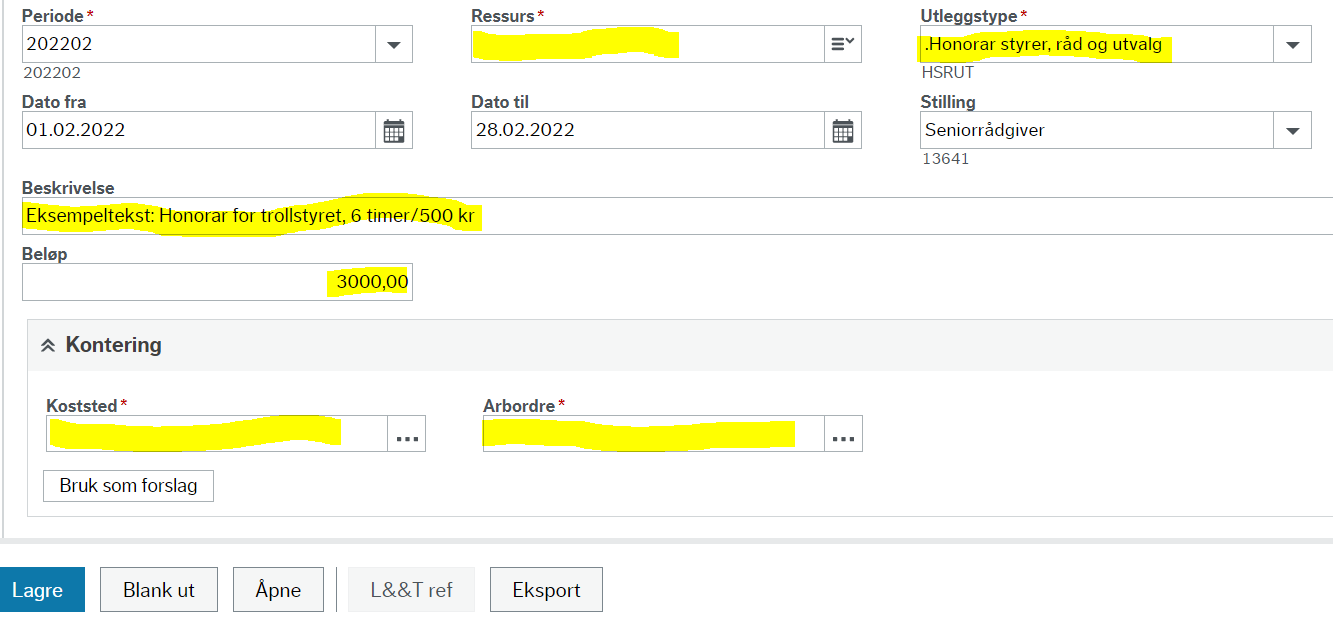 Periode* Ressurs* Utleggstype*
202202 .Honorar styrer, råd og utvalg
202202 HSRUT
Dato fra Dato til Stilling
01.02.2022 28.02.2022 Seniorrådgiver
13641
Beskrivelse
Eksempeltekst: Honorar for trollstyret, 6 timer/500 kr
Beløp
3000,00
Kontering
Koststed* Arbordre*
...  ...
Bruk som forslag
Lagre Blank ut Åpne L&&T ref Eksport